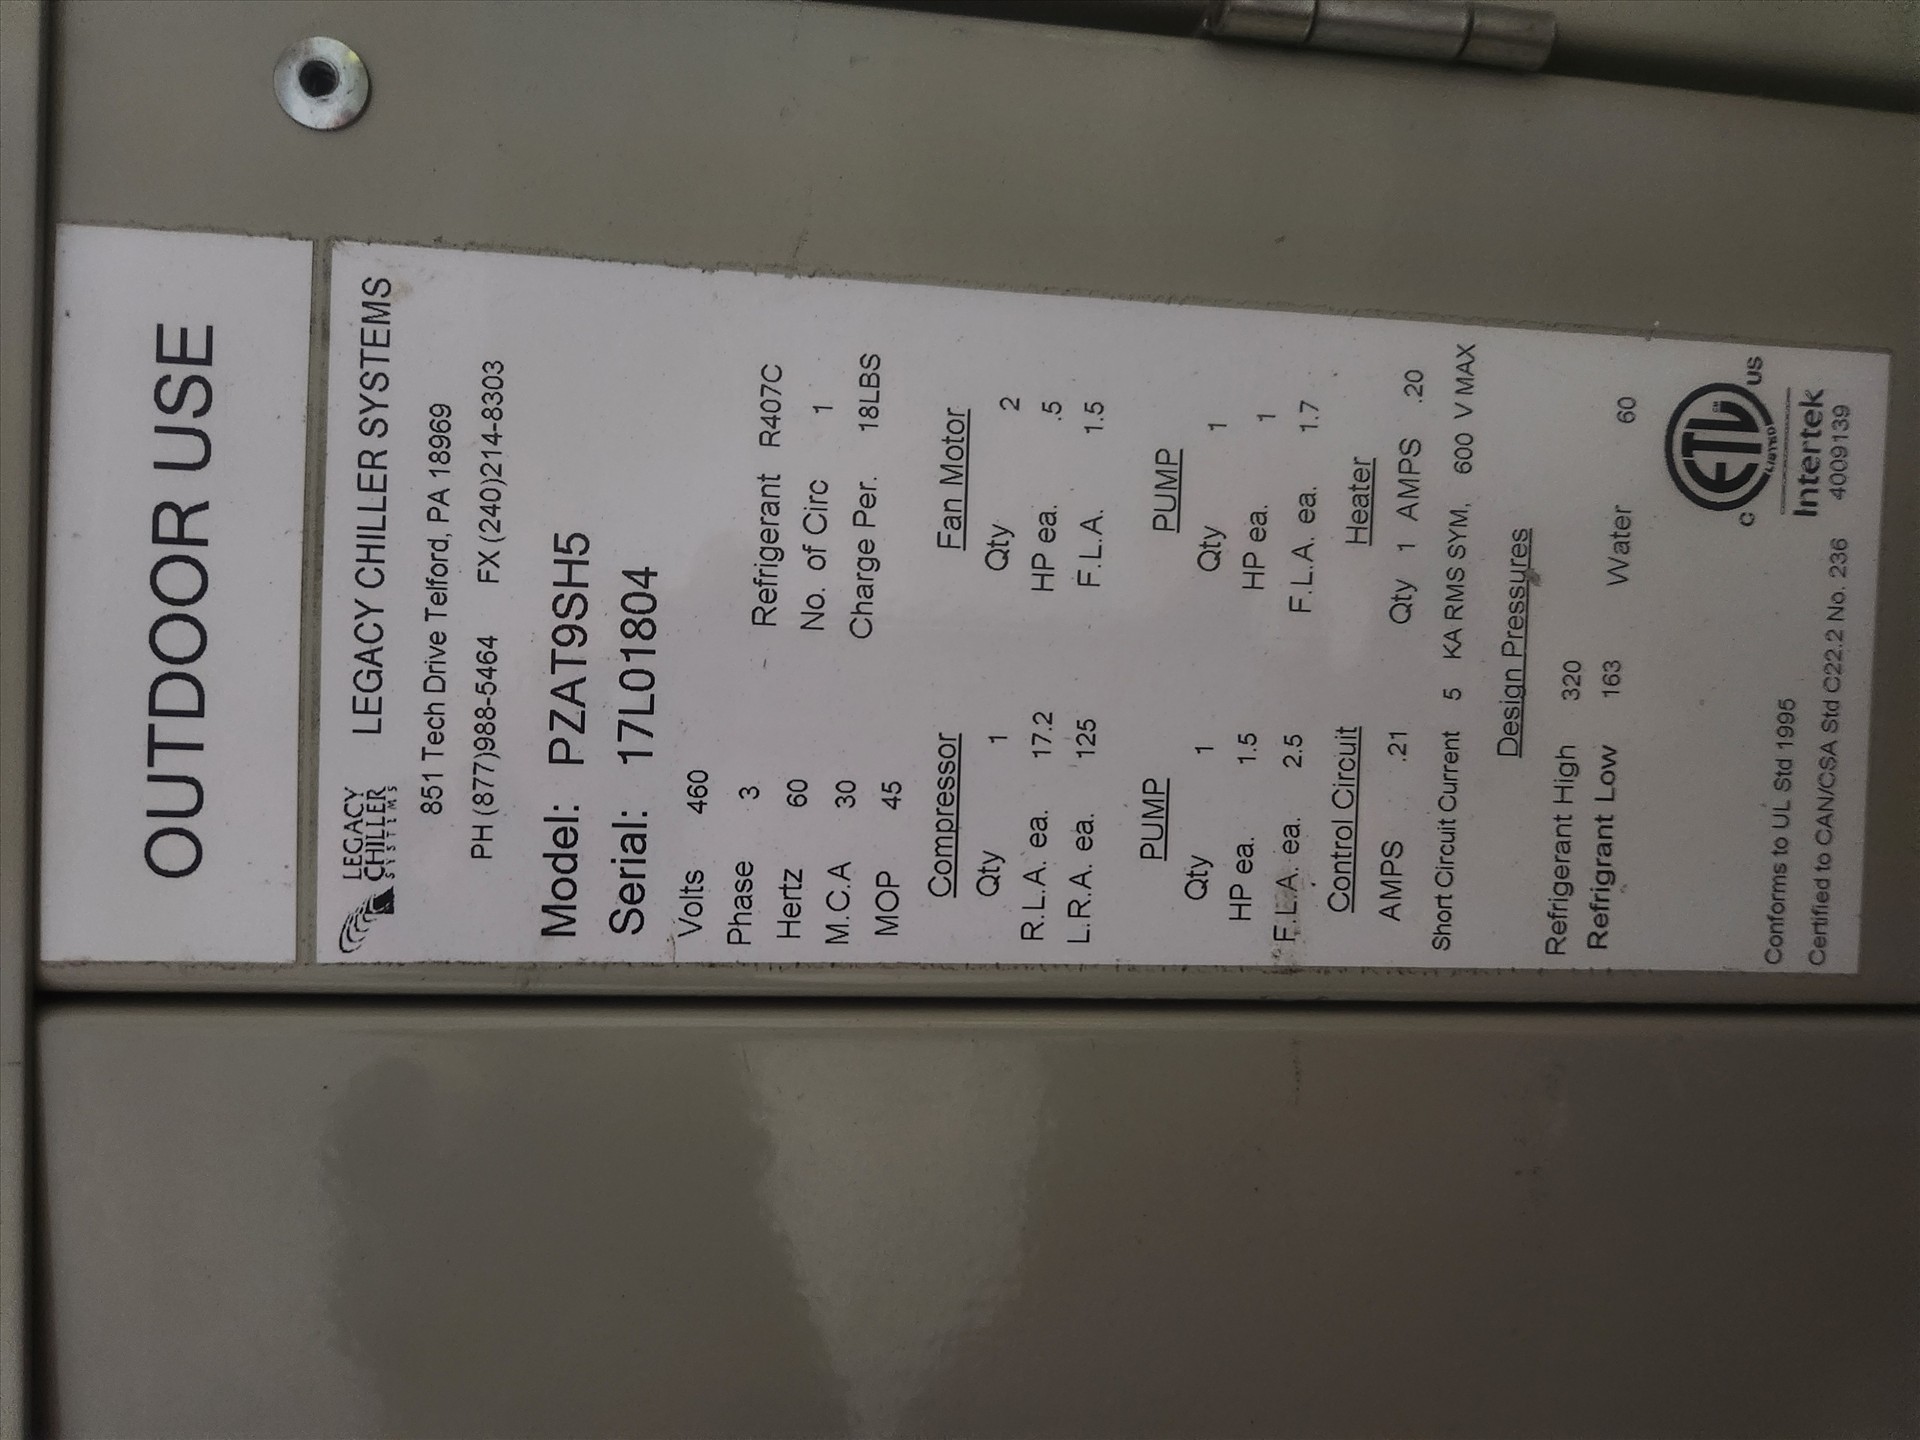 OUTDOOR USE
LEGACY CHILLER SYSTEMS LEGACY CHILLER SYSTEMS
851 Tech Drive Telford, PA 18969
PH (877)988-5464 FX (240)214-8303
Model: PZAT9SH5
Serial: 17L01804
Volts 460
Phase 3 Refrigerant R407C
Hertz 60 No. of Circ 1
M.C.A 30 Charge Per. 18LBS
MOP 45
Compressor Fan Motor
Qty 1 Qty 2
R.L.A. ea. 17.2 HP ea. .5
L.R.A. ea. 125 F.L.A. 1.5
PUMP PUMP
Qty 1 Qty 1
HP ea. 1.5 HP ea. 1
F.L.A. ea. 2.5 F.L.A. ea. 1.7
Control Circuit Heater
AMPS .21 Qty 1 AMPS .20
Short Circuit Current 5 KA RMS SYM, 600 V MAX
Design Pressures
Refrigerant High 320
Refrigrant Low 163 Water 60
C ETL LISTED US
Intertek
Conforms to UL Std 1995
Certified to CAN/CSA Std C22.2 No. 236 4009139